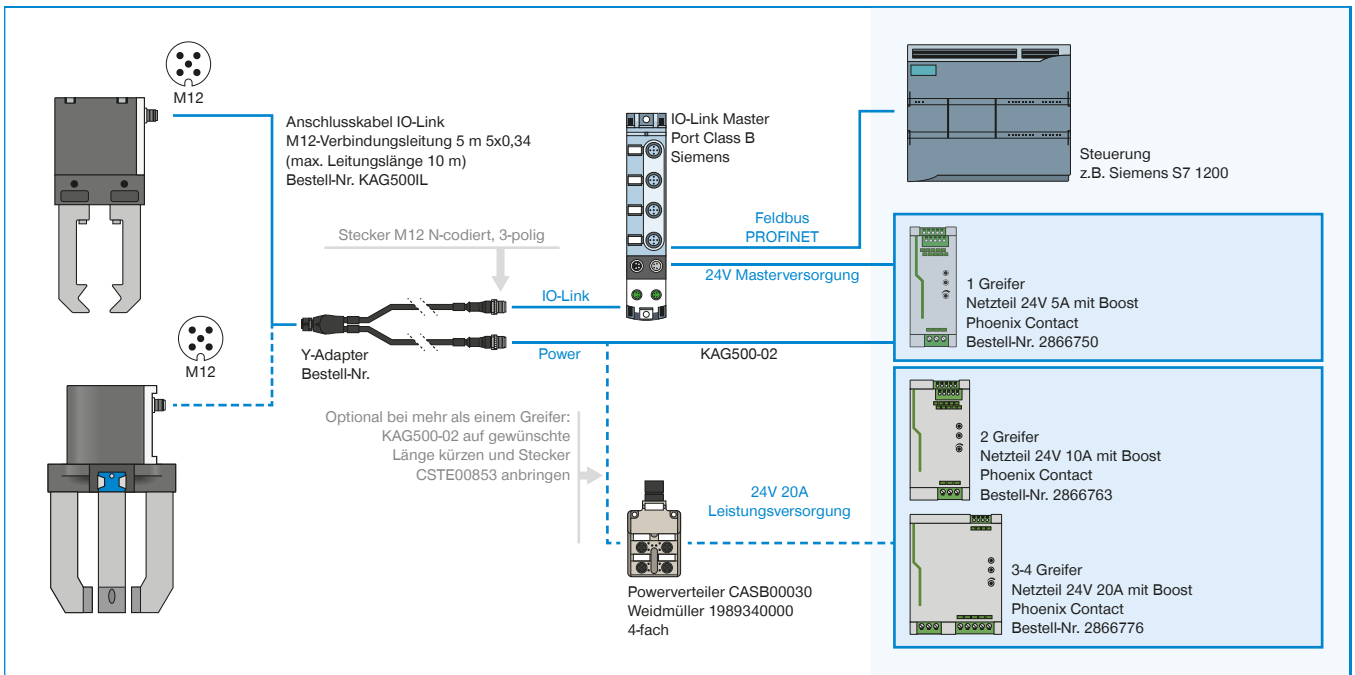 M12
Anschlusskabel IO-Link
M12-Verbindungsleitung 5 m 5x0,34
(max. Leitungslänge 10 m)
Bestell-Nr. KAG500IL
IO-Link Master
Port Class B
Siemens
Steuerung
z.B. Siemens S7 1200
Stecker M12 N-codiert, 3-polig
Feldbus
PROFINET
24V Masterversorgung
1 Greifer
Netzteil 24V 5A mit Boost
Phoenix Contact
Bestell-Nr. 2866750
IO-Link
M12
Y-Adapter
Bestell-Nr.
Power
KAG500-02
Optional bei mehr als einem Greifer:
KAG500-02 auf gewünschte
Länge kürzen und Stecker
CSTE00853 anbringen
24V 20A
Leistungsversorgung
2 Greifer
Netzteil 24V 10A mit Boost
Phoenix Contact
Bestell-Nr. 2866763
Powerverteiler CASB00030
Weidmüller 1989340000
4-fach
3-4 Greifer
Netzteil 24V 20A mit Boost
Phoenix Contact
Bestell-Nr. 2866776